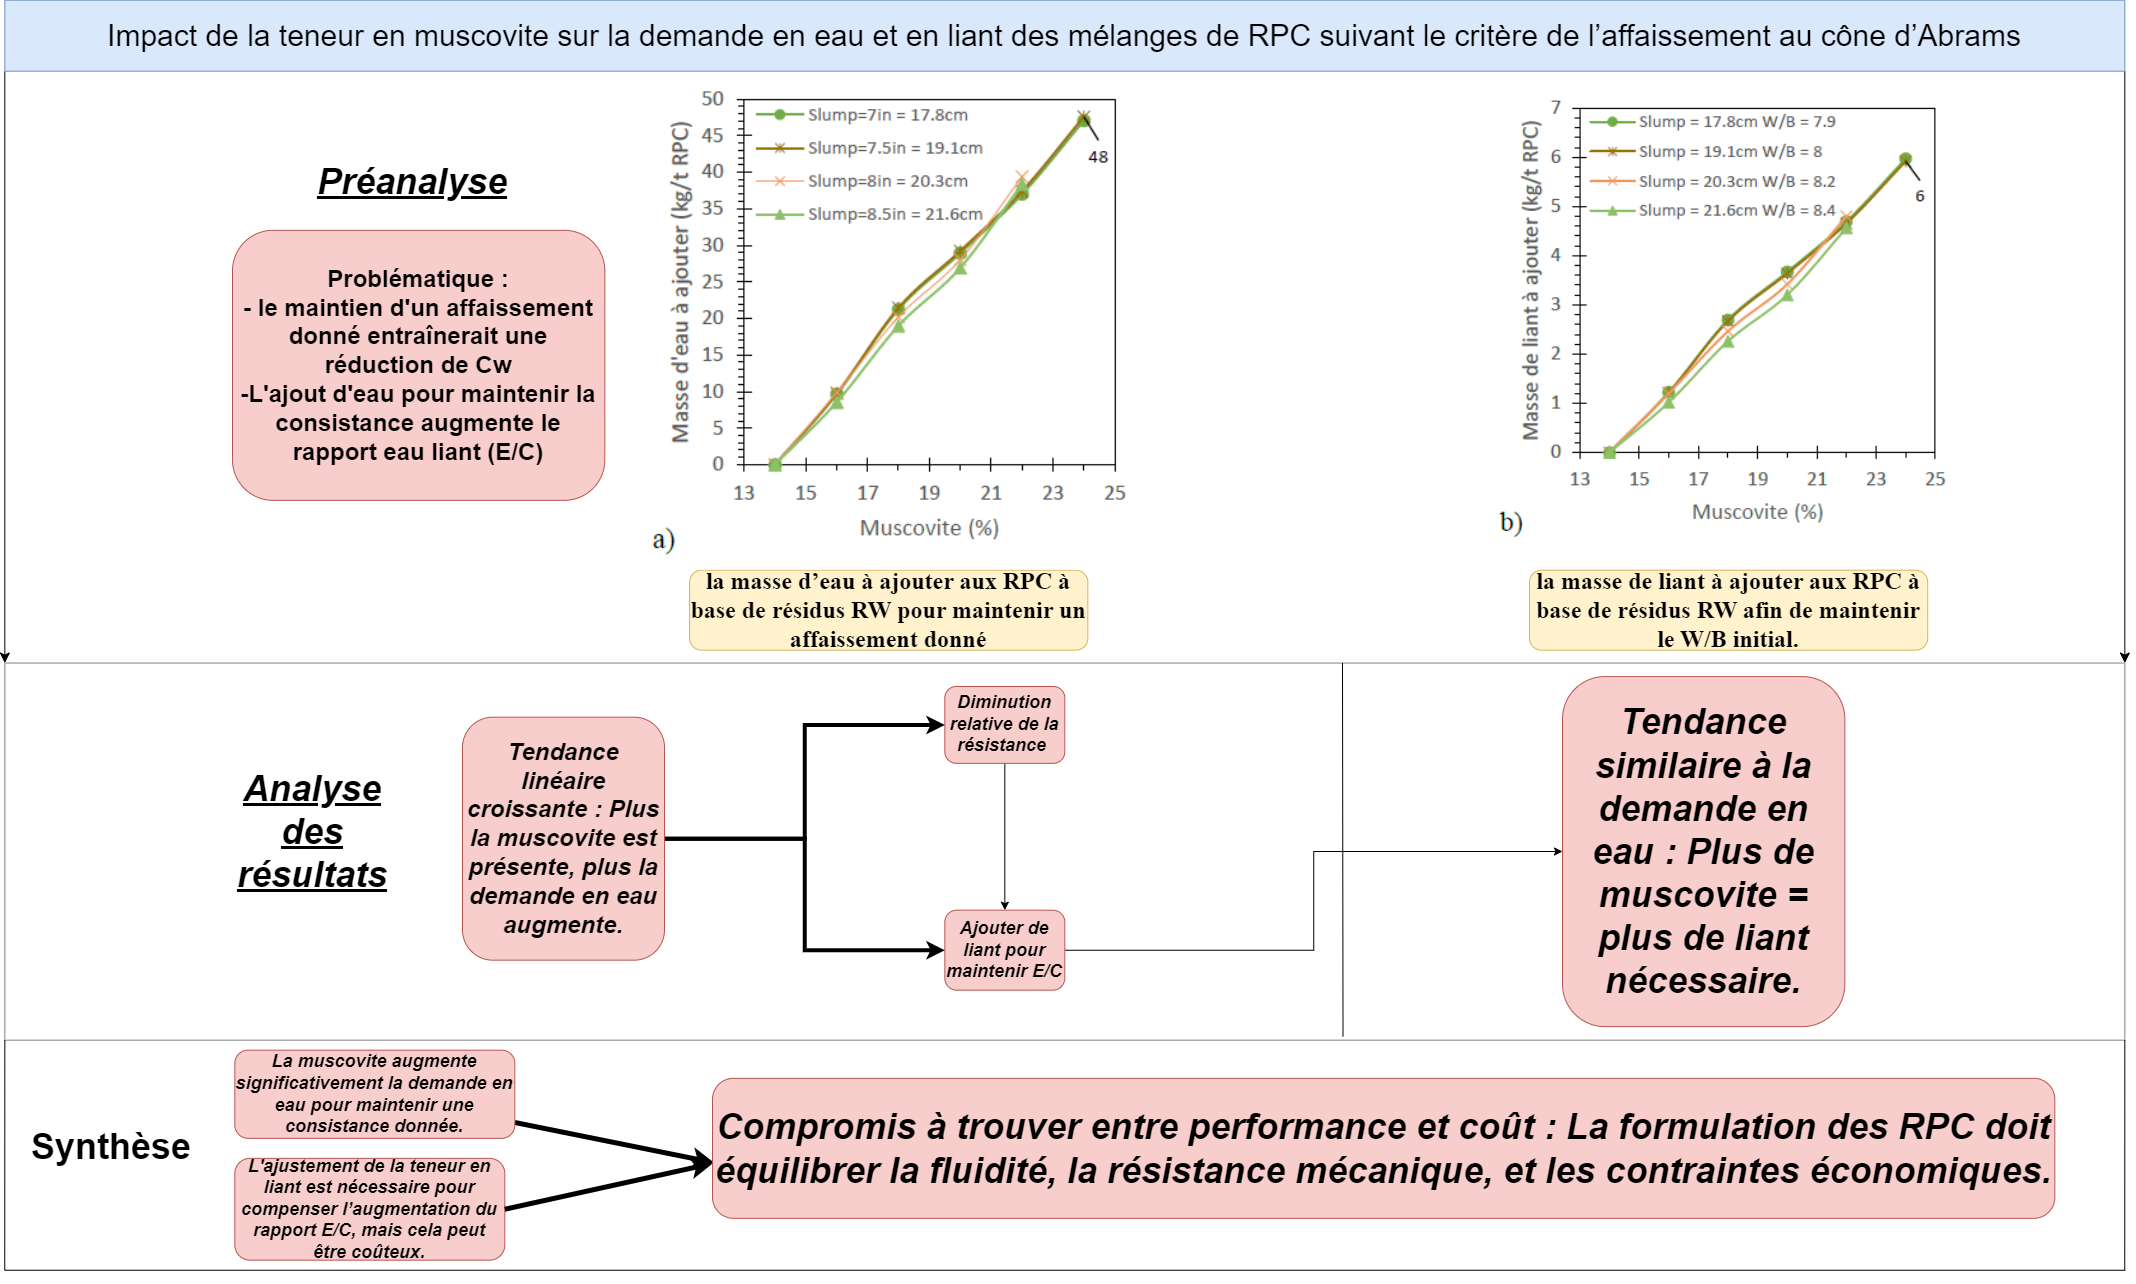 Impact de la teneur en muscovite sur la demande en eau et en liant des mélanges de RPC suivant le critère de l’affaissement au cône d’Abrams
Préanalyse
Problématique :
- le maintien d'un affaissement
donné entraînerait une
réduction de Cw
-L'ajout d'eau pour maintenir la
consistance augmente le
rapport eau liant (E/C)
Masse d'eau à ajouter (kg/t RPC)
50
45
40
35
30
25
20
15
10
5
0
Slump=7in = 17.8cm
Slump=7.5in = 19.1cm
Slump=8in = 20.3cm
Slump=8.5in = 21.6cm
48
13 15 17 19 21 23 25
Muscovite (%)
a)
la masse d’eau à ajouter aux RPC à
base de résidus RW pour maintenir un
affaissement donné
Masse de liant à ajouter (kg/t RPC)
7
6
5
4
3
2
1
0
Slump = 17.8cm W/B = 7.9
Slump = 19.1cm W/B = 8
Slump = 20.3cm W/B = 8.2
Slump = 21.6cm W/B = 8.4
6
13 15 17 19 21 23 25
Muscovite (%)
b)
la masse de liant à ajouter aux RPC à
base de résidus RW afin de maintenir
le W/B initial.
Analyse
des
résultats
Tendance
linéaire
croissante : Plus
la muscovite est
présente, plus la
demande en eau
augmente.
Diminution
relative de la
résistance
Ajouter de
liant pour
maintenir E/C
Tendance
similaire à la
demande en
eau : Plus de
muscovite =
plus de liant
nécessaire.
Synthèse
La muscovite augmente
significativement la demande en
eau pour maintenir une
consistance donnée.
L'ajustement de la teneur en
liant est nécessaire pour
compenser l’augmentation du
rapport E/C, mais cela peut
être coûteux.
Compromis à trouver entre performance et coût : La formulation des RPC doit
équilibrer la fluidité, la résistance mécanique, et les contraintes économiques.